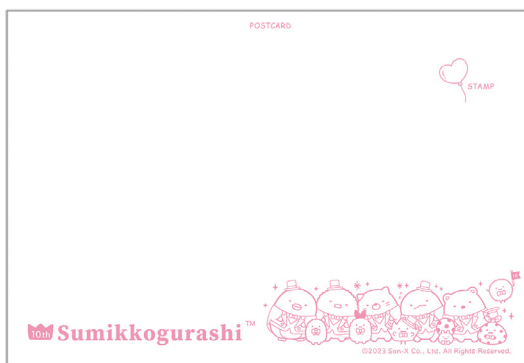 POSTCARD
STAMP
10th Sumikkogurashi™
©2023 San-X Co., Ltd. All Rights Reserved.